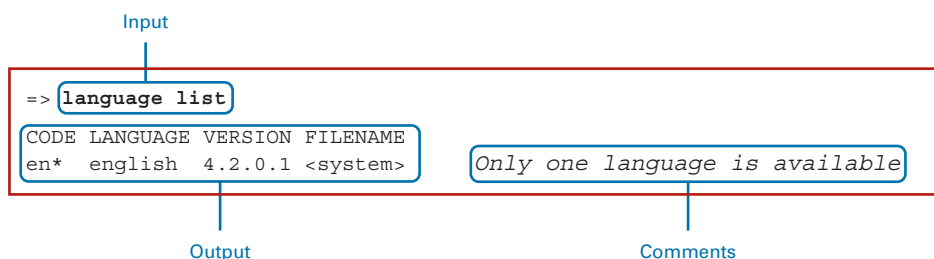 Input
=> language list
CODE LANGUAGE VERSION FILENAME
en* english 4.2.0.1 <system>
Only one language is available
Output
Comments